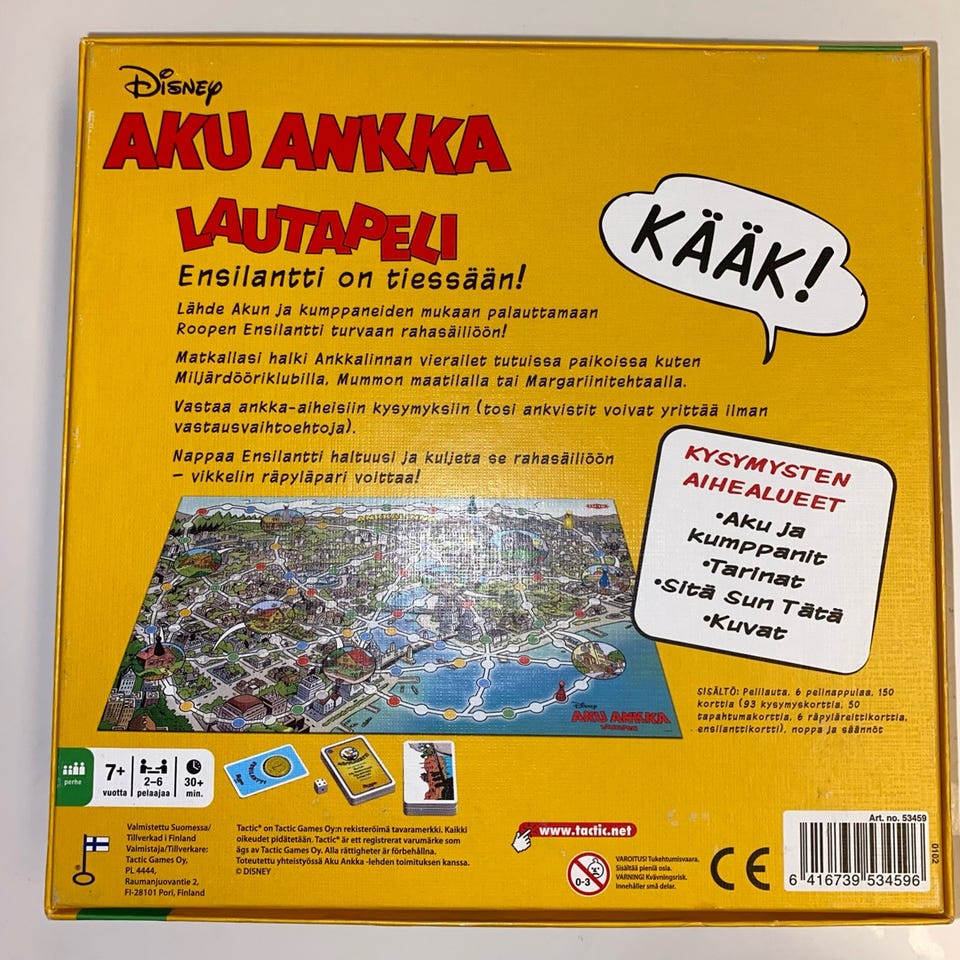 Disney
AKU ANKKA
LAUTAPELI
Ensilantti on tiessään!
Lähde Akun ja kumppaneiden mukaan palauttamaan
Roopen Ensilantti turvaan rahasäiliöön!
Matkallasi halki Ankkalinnan vierailet tutuissa paikoissa kuten
Miljardööriklubilla, Mummon maatilalla tai Margariinitehtaalla.
Vastaa ankka-aiheisiin kysymyksiin (tosi ankvistit voivat yrittää ilman
vastausvaihtoehtoja).
Nappaa Ensilantti haltuusi ja kuljeta se rahasäiliöön
– vikkelin räpyläpari voittaa!
KÄÄK!
KYSYMYSTEN
AIHEALUEET
•Aku ja
kumppanit
•Tarinat
•Sitä Sun Tätä
•Kuvat
Disney
AKU ANKKA
LAUTAPELI
SISÄLTÖ: Pelilauta, 6 pelinappulaa, 150
korttia (93 kysymyskorttia, 50
tapahtumakorttia, 6 räpyläreittikorttia,
ensilanttikortti), noppa ja säännöt
perhe
7+
vuotta
2–6
pelaajaa
30+
min.
Valmistettu Suomessa/
Tillverkad i Finland
Valmistaja/Tillverkare:
Tactic Games Oy,
PL 4444,
Raumanjuovantie 2,
FI-28101 Pori, Finland
Tactic® on Tactic Games Oy:n rekisteröimä tavaramerkki. Kaikki
oikeudet pidätetään. Tactic® är ett registrerat varumärke som
ägs av Tactic Games Oy. Alla rättigheter är förbehållna.
Toteutettu yhteistyössä Aku Ankka -lehden toimituksen kanssa.
© DISNEY
www.tactic.net
0-3
VAROITUS! Tukehtumisvaara.
Sisältää pieniä osia.
VARNING! Kvävningsrisk.
Innehåller små delar.
CE
Art. no. 53459
0102
6 416739 534596